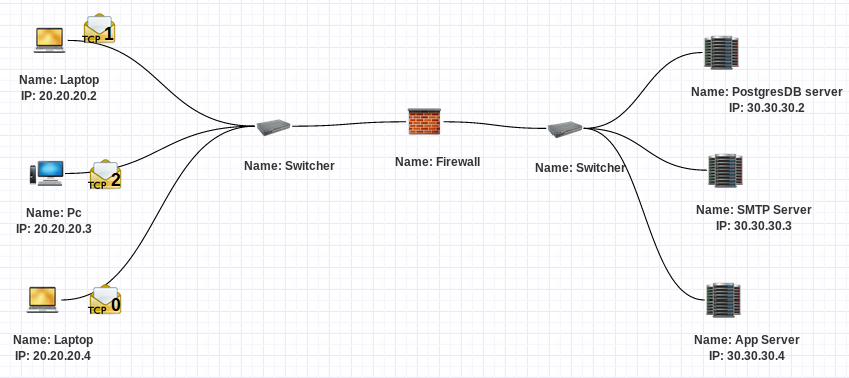 TCP 1
Name: Laptop
IP: 20.20.20.2
Name: PostgresDB server
IP: 30.30.30.2
Name: Switcher
Name: Firewall
Name: Switcher
TCP 2
Name: Pc
IP: 20.20.20.3
Name: SMTP Server
IP: 30.30.30.3
TCP 0
Name: Laptop
IP: 20.20.20.4
Name: App Server
IP: 30.30.30.4